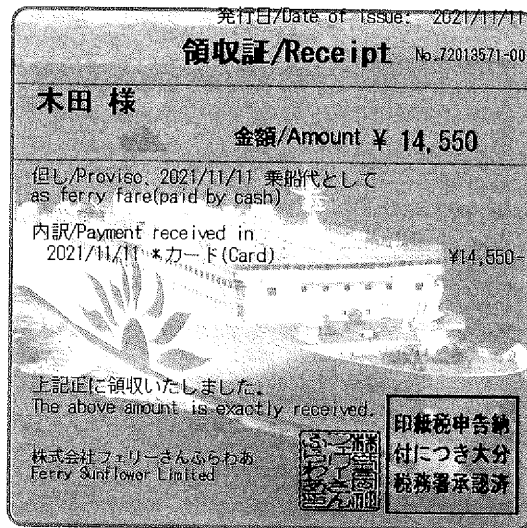 発行日/Date of Issue: 2021/11/11
領収証/Receipt No.72013571-00
木田 様
金額/Amount ¥ 14,550
但し/Proviso、2021/11/11 乗船代として
as ferry fare(paid by cash)
内訳/Payment received in
2021/11/11 *カード(Card) ¥14,550-
上記正に領収いたしました。
The above amount is exactly received.
株式会社フェリーさんふらわあ
Ferry Sunflower Limited
印紙税申告納
付につき大分
税務署承認済